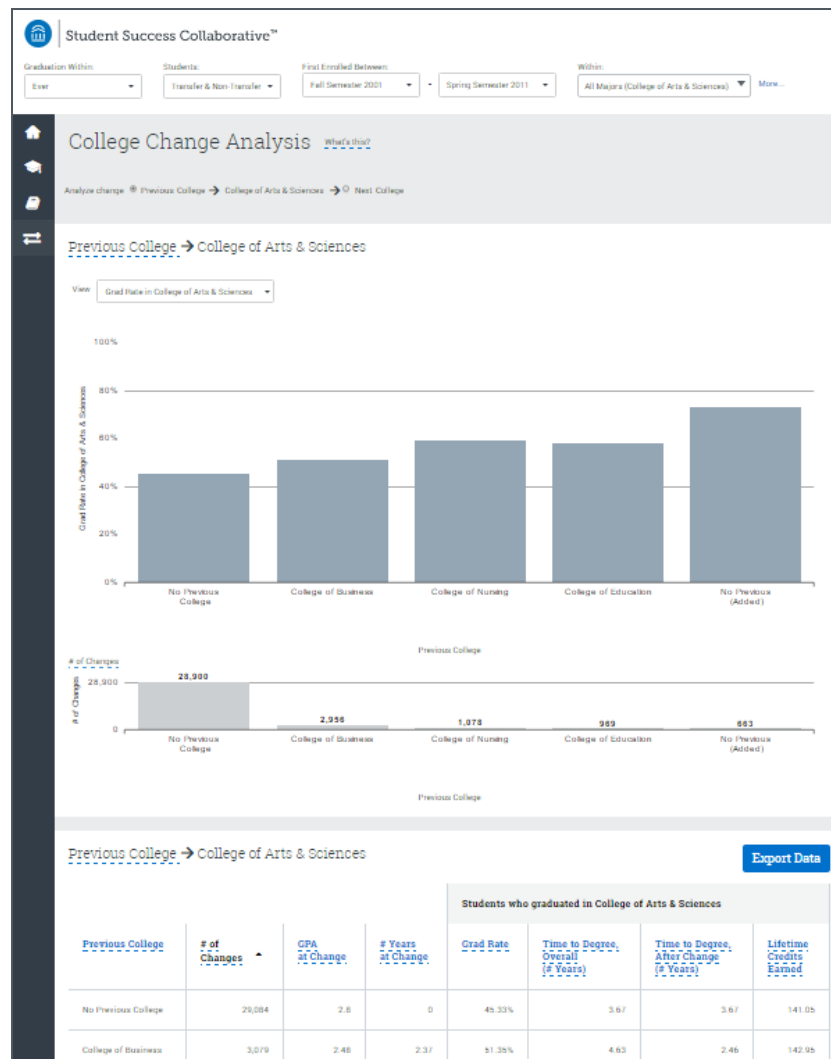 Student Success Collaborative™
Graduation Within: Students: First Enrolled Between: Within:
Ever Transfer & Non-Transfer Fall Semester 2001 - Spring Semester 2011 All Majors (College of Arts & Sciences) More...
College Change Analysis What's this?
Analyze change Previous College → College of Arts & Sciences → Next College
Previous College → College of Arts & Sciences
View Grad Rate in College of Arts & Sciences
Grad Rate in College of Arts & Sciences
100%
80%
60%
40%
20%
0%
No Previous College College of Business College of Nursing College of Education No Previous (Added)
Previous College
# of Changes
# of Changes
28,900
0
28,900 2,956 1,078 969 663
No Previous College College of Business College of Nursing College of Education No Previous (Added)
Previous College
Previous College → College of Arts & Sciences Export Data
Students who graduated in College of Arts & Sciences
Previous College # of Changes GPA at Change # Years at Change Grad Rate Time to Degree, Overall (# Years) Time to Degree, After Change (# Years) Lifetime Credits Earned
No Previous College 29,084 2.8 0 45.33% 3.67 3.67 141.05
College of Business 3,079 2.48 2.37 51.35% 4.63 2.46 142.95